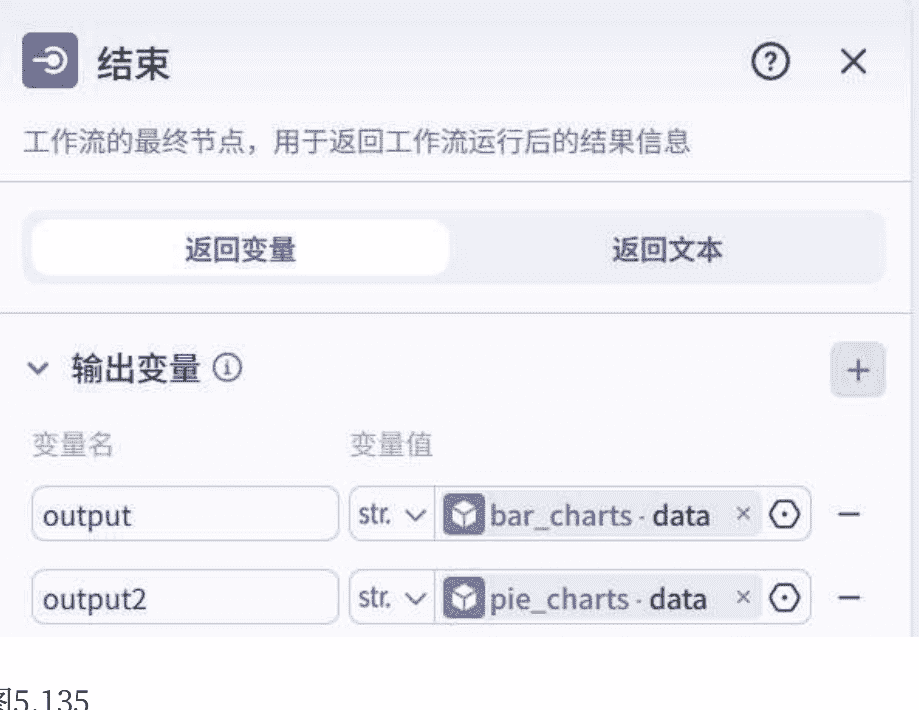 结束
工作流的最终节点，用于返回工作流运行后的结果信息
返回变量 返回文本
输出变量
变量名 变量值
output str. bar_charts · data
output2 str. pie_charts · data
图5.135